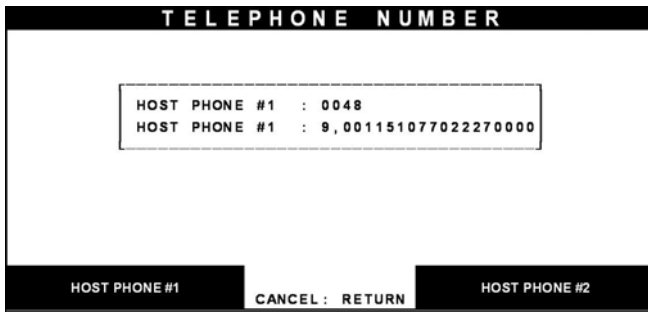 TELEPHONE NUMBER
HOST PHONE #1 : 0048
HOST PHONE #1 : 9,001151077022270000
HOST PHONE #1
CANCEL: RETURN
HOST PHONE #2